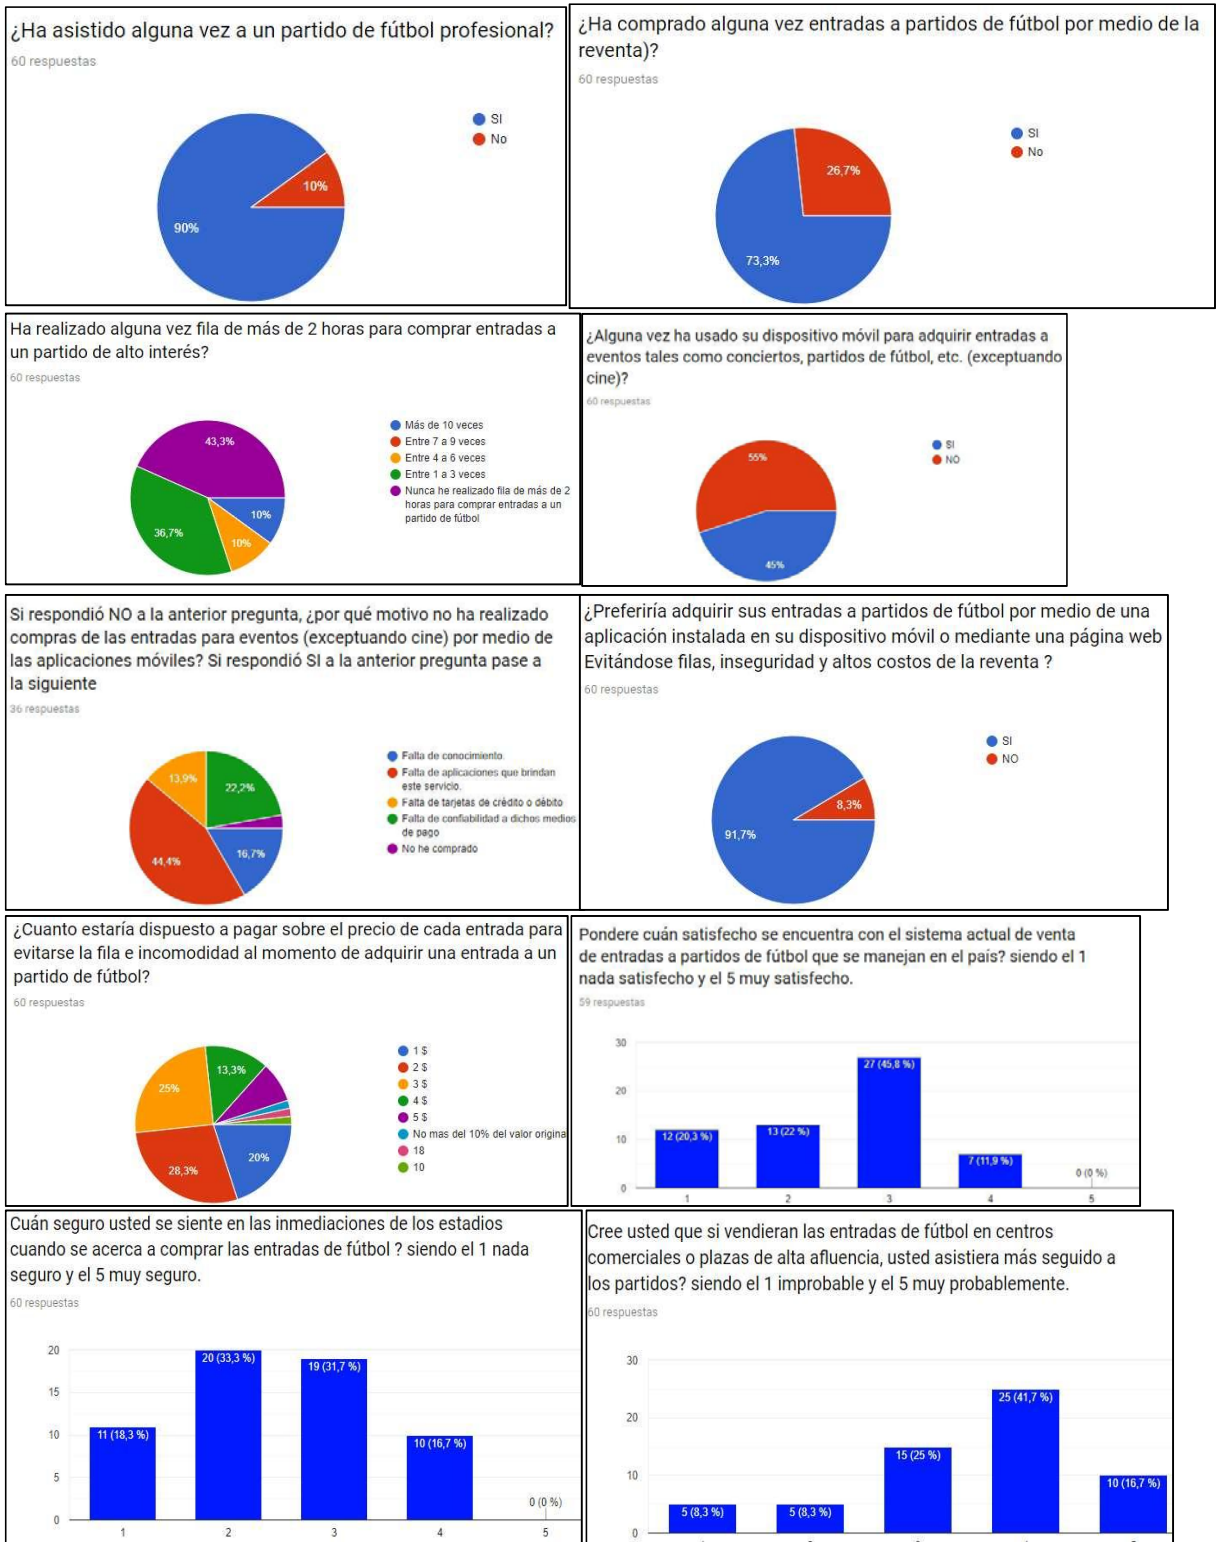 ¿Ha asistido alguna vez a un partido de fútbol profesional?
60 respuestas
SI
No
10%
90%
¿Ha comprado alguna vez entradas a partidos de fútbol por medio de la
reventa)?
60 respuestas
SI
No
26,7%
73,3%
Ha realizado alguna vez fila de más de 2 horas para comprar entradas a
un partido de alto interés?
60 respuestas
Más de 10 veces
Entre 7 a 9 veces
Entre 4 a 6 veces
Entre 1 a 3 veces
Nunca he realizado fila de más de 2
horas para comprar entradas a un
partido de fútbol
43,3%
10%
36,7%
10%
¿Alguna vez ha usado su dispositivo móvil para adquirir entradas a
eventos tales como conciertos, partidos de fútbol, etc. (exceptuando
cine)?
60 respuestas
SI
NO
55%
45%
Si respondió NO a la anterior pregunta, ¿por qué motivo no ha realizado
compras de las entradas para eventos (exceptuando cine) por medio de
las aplicaciones móviles? Si respondió SI a la anterior pregunta pase a
la siguiente
36 respuestas
Falta de conocimiento
Falta de aplicaciones que brindan
este servicio.
Falta de tarjetas de crédito o débito
Falta de confiabilidad a dichos medios
de pago
No he comprado
13,9%
22,2%
44,4%
16,7%
¿Preferiría adquirir sus entradas a partidos de fútbol por medio de una
aplicación instalada en su dispositivo móvil o mediante una página web
Evitándose filas, inseguridad y altos costos de la reventa ?
60 respuestas
SI
NO
8,3%
91,7%
¿Cuanto estaría dispuesto a pagar sobre el precio de cada entrada para
evitarse la fila e incomodidad al momento de adquirir una entrada a un
partido de fútbol?
60 respuestas
1 $
2 $
3 $
4 $
5 $
No mas del 10% del valor origina
18
10
13,3%
25%
28,3%
20%
Pondere cuán satisfecho se encuentra con el sistema actual de venta
de entradas a partidos de fútbol que se manejan en el país? siendo el 1
nada satisfecho y el 5 muy satisfecho.
59 respuestas
30
20
10
0
12 (20,3 %)
13 (22 %)
27 (45,8 %)
7 (11,9 %)
0 (0 %)
1 2 3 4 5
Cuán seguro usted se siente en las inmediaciones de los estadios
cuando se acerca a comprar las entradas de fútbol ? siendo el 1 nada
seguro y el 5 muy seguro.
60 respuestas
20
15
10
5
0
11 (18,3 %)
20 (33,3 %)
19 (31,7 %)
10 (16,7 %)
0 (0 %)
1 2 3 4 5
Cree usted que si vendieran las entradas de fútbol en centros
comerciales o plazas de alta afluencia, usted asistiera más seguido a
los partidos? siendo el 1 improbable y el 5 muy probablemente.
60 respuestas
30
20
10
0
5 (8,3 %)
5 (8,3 %)
15 (25 %)
25 (41,7 %)
10 (16,7 %)